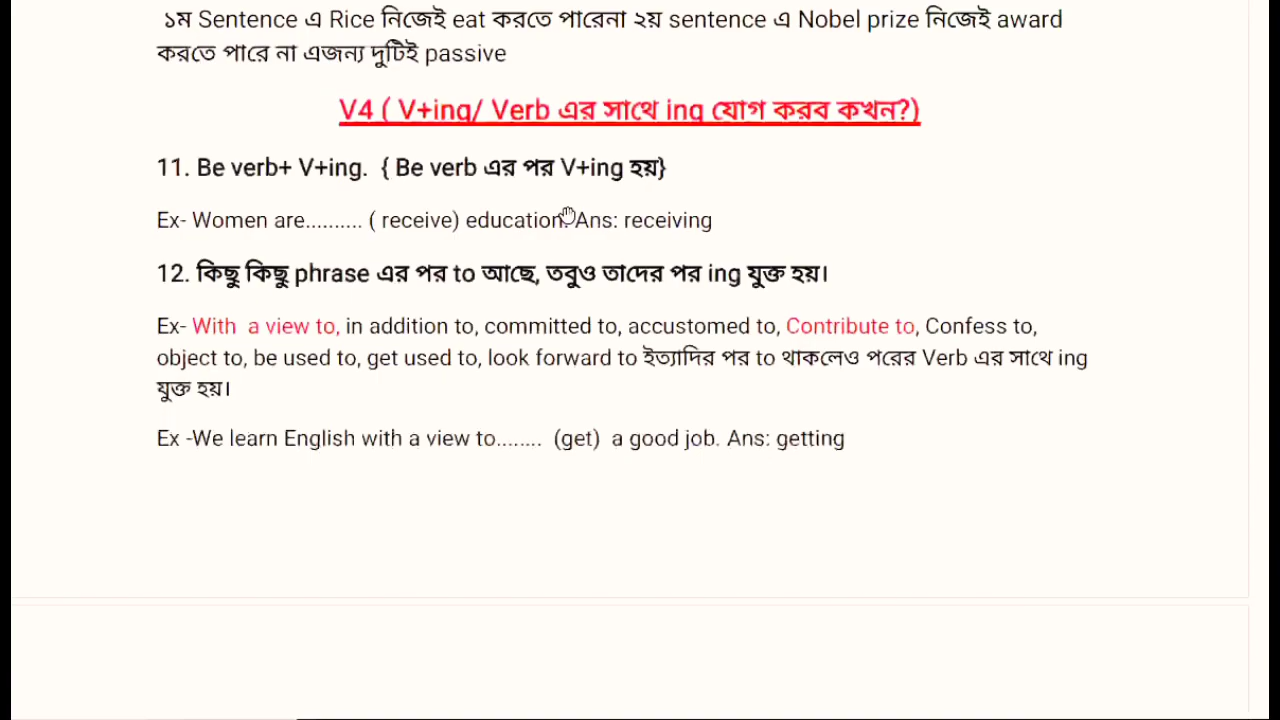 ১ম Sentence এ Rice নিজেই eat করতে পারেনা ২য় sentence এ Nobel prize নিজেই award
করতে পারে না এজন্য দুটিই passive
V4 ( V+ing/ Verb এর সাথে ing যোগ করব কখন?)
11. Be verb+ V+ing. { Be verb এর পর V+ing হয়}
Ex- Women are.......... ( receive) education. Ans: receiving
12. কিছু কিছু phrase এর পর to আছে, তবুও তাদের পর ing যুক্ত হয়।
Ex- With a view to, in addition to, committed to, accustomed to, Contribute to, Confess to,
object to, be used to, get used to, look forward to ইত্যাদির পর to থাকলেও পরের Verb এর সাথে ing
যুক্ত হয়।
Ex -We learn English with a view to........ (get) a good job. Ans: getting